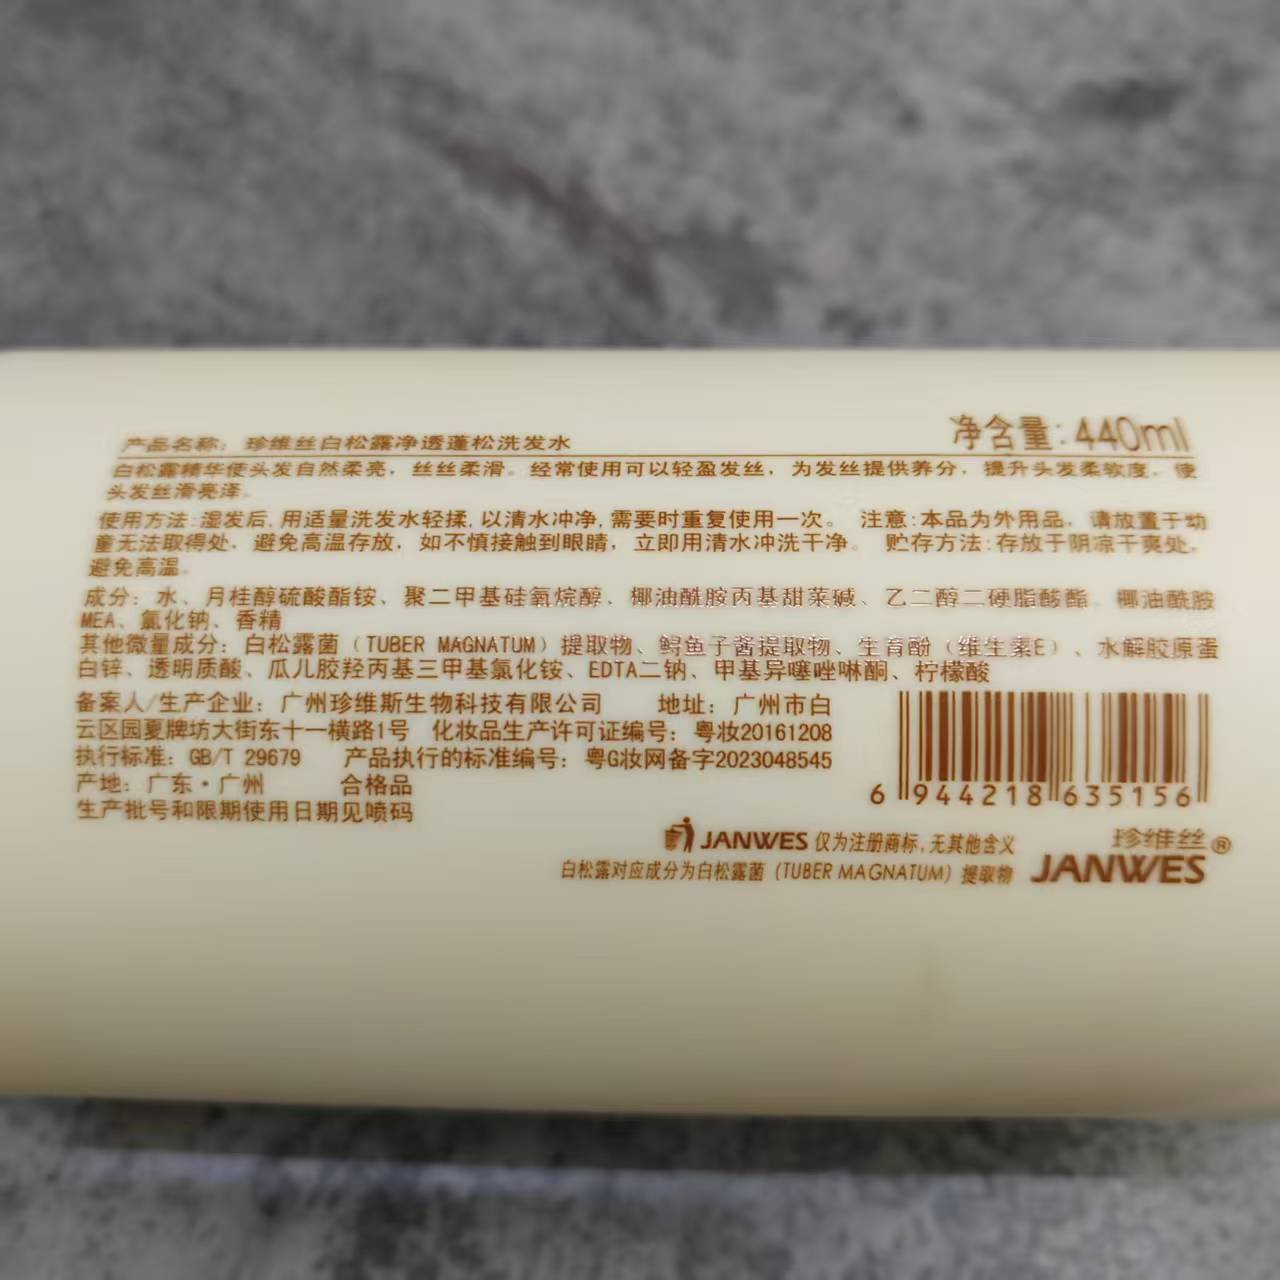 产品名称：珍维丝白松露净透蓬松洗发水
净含量：440ml
白松露精华使头发自然柔亮，丝丝柔滑。经常使用可以轻盈发丝，为发丝提供养分，提升头发柔软度，使
头发丝滑亮泽。
使用方法:湿发后,用适量洗发水轻揉,以清水冲净,需要时重复使用一次。 注意:本品为外用品，请放置于幼
童无法取得处，避免高温存放，如不慎接触到眼睛，立即用清水冲洗干净。 贮存方法:存放于阴凉干爽处,
避免高温。
成分：水、月桂醇硫酸酯铵、聚二甲基硅氧烷醇、椰油酰胺丙基甜菜碱、乙二醇二硬脂酸酯、椰油酰胺
MEA、氯化钠、香精
其他微量成分：白松露菌（TUBER MAGNATUM）提取物、鲟鱼子酱提取物、生育酚（维生素E）、水解胶原蛋
白锌、透明质酸、瓜儿胶羟丙基三甲基氯化铵、EDTA二钠、甲基异噻唑啉酮、柠檬酸
备案人/生产企业：广州珍维斯生物科技有限公司 地址：广州市白
云区园夏牌坊大街东十一横路1号 化妆品生产许可证编号：粤妆20161208
执行标准：GB/T 29679 产品执行的标准编号：粤G妆网备字2023048545
产地：广东·广州 合格品
生产批号和限期使用日期见喷码
6 944218 635156
JANWES 仅为注册商标,无其他含义
白松露对应成分为白松露菌（TUBER MAGNATUM）提取物
珍维丝®
JANWES